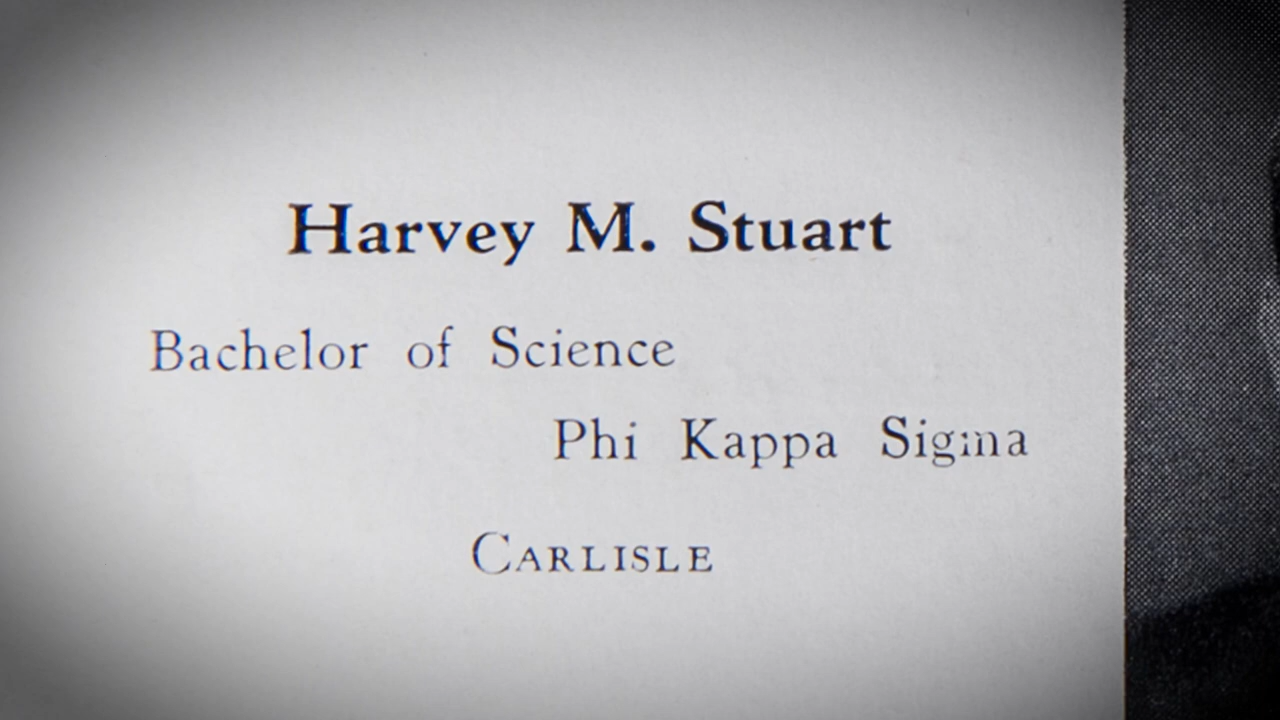 Harvey M. Stuart
Bachelor of Science
Phi Kappa Sigma
CARLISLE